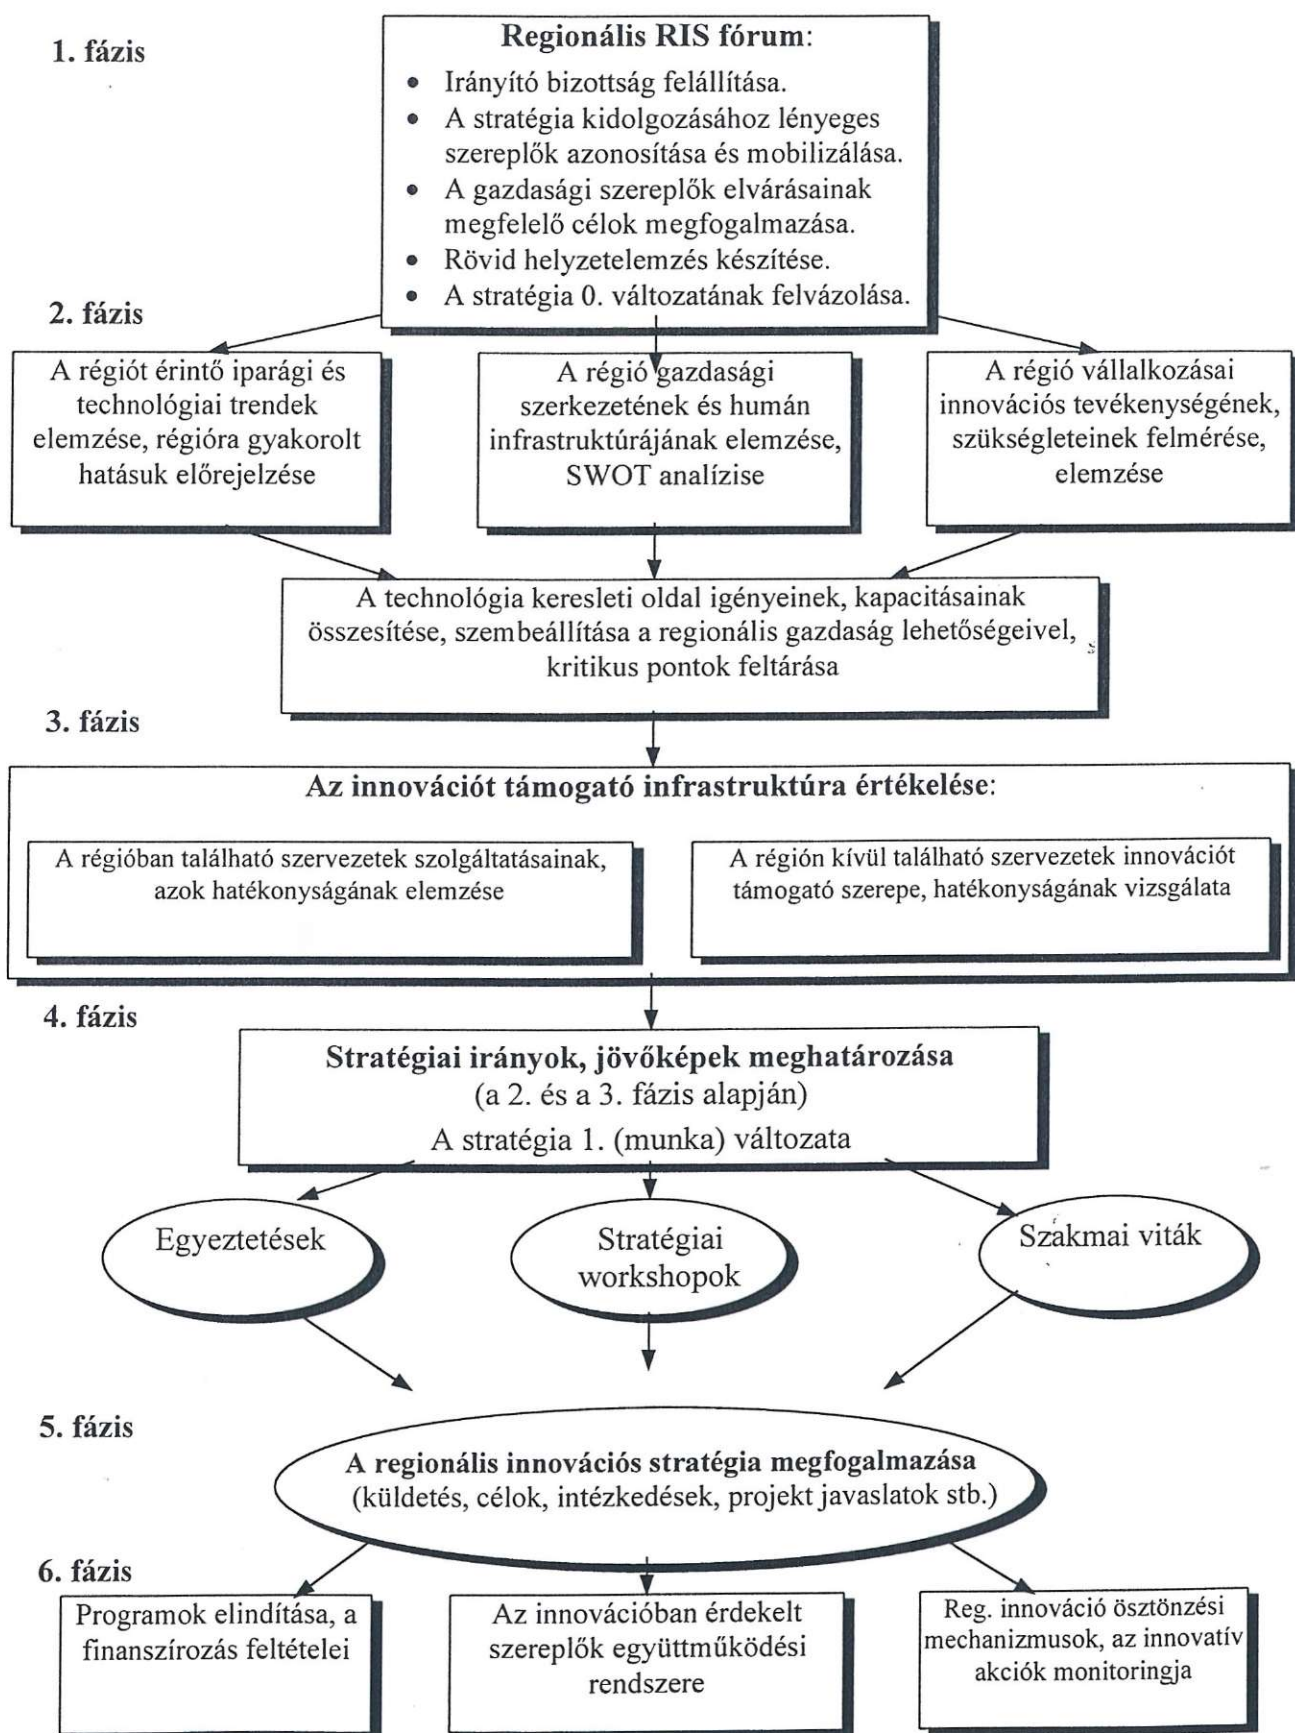 1. fázis
Regionális RIS fórum:
• Irányító bizottság felállítása.
• A stratégia kidolgozásához lényeges
szereplők azonosítása és mobilizálása.
• A gazdasági szereplők elvárásainak
megfelelő célok megfogalmazása.
• Rövid helyzetelemzés készítése.
• A stratégia 0. változatának felvázolása.
2. fázis
A régiót érintő iparági és
technológiai trendek
elemzése, régióra gyakorolt
hatásuk előrejelzése
A régió gazdasági
szerkezetének és humán
infrastruktúrájának elemzése,
SWOT analízise
A régió vállalkozásai
innovációs tevékenységének,
szükségleteinek felmérése,
elemzése
A technológia keresleti oldal igényeinek, kapacitásainak
összesítése, szembeállítása a regionális gazdaság lehetőségeivel,
kritikus pontok feltárása
3. fázis
Az innovációt támogató infrastruktúra értékelése:
A régióban található szervezetek szolgáltatásainak,
azok hatékonyságának elemzése
A régión kívül található szervezetek innovációt
támogató szerepe, hatékonyságának vizsgálata
4. fázis
Stratégiai irányok, jövőképek meghatározása
(a 2. és a 3. fázis alapján)
A stratégia 1. (munka) változata
Egyeztetések
Stratégiai
workshopok
Szakmai viták
5. fázis
A regionális innovációs stratégia megfogalmazása
(küldetés, célok, intézkedések, projekt javaslatok stb.)
6. fázis
Programok elindítása, a
finanszírozás feltételei
Az innovációban érdekelt
szereplők együttműködési
rendszere
Reg. innováció ösztönzési
mechanizmusok, az innovatív
akciók monitoringja